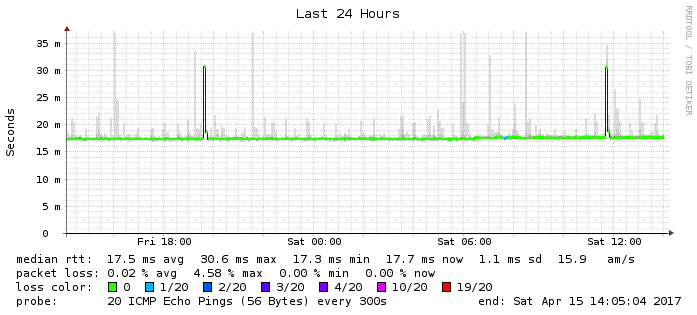 Last 24 Hours
RRDTOOL / TOBI OETIKER
Seconds
35 m
30 m
25 m
20 m
15 m
10 m
5 m
0
Fri 18:00 Sat 00:00 Sat 06:00 Sat 12:00
median rtt: 17.5 ms avg 30.6 ms max 17.3 ms min 17.7 ms now 1.1 ms sd 15.9 am/s
packet loss: 0.02 % avg 4.58 % max 0.00 % min 0.00 % now
loss color: 0 1/20 2/20 3/20 4/20 10/20 19/20
probe: 20 ICMP Echo Pings (56 Bytes) every 300s end: Sat Apr 15 14:05:04 2017